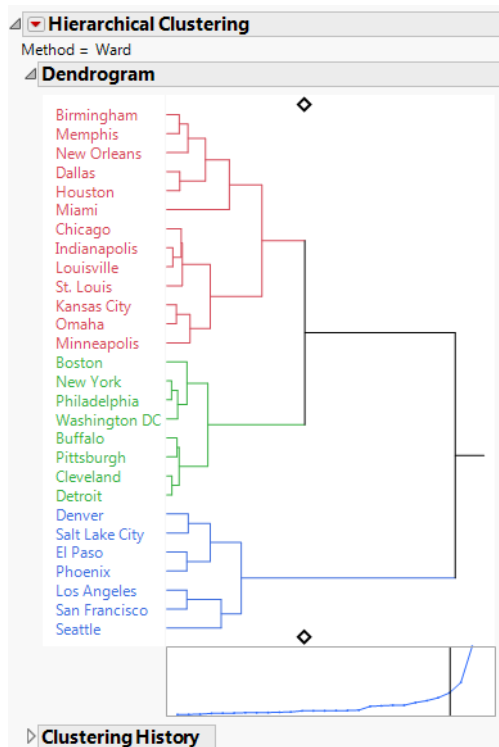 Hierarchical Clustering
Method = Ward
Dendrogram
Birmingham
Memphis
New Orleans
Dallas
Houston
Miami
Chicago
Indianapolis
Louisville
St. Louis
Kansas City
Omaha
Minneapolis
Boston
New York
Philadelphia
Washington DC
Buffalo
Pittsburgh
Cleveland
Detroit
Denver
Salt Lake City
El Paso
Phoenix
Los Angeles
San Francisco
Seattle
Clustering History